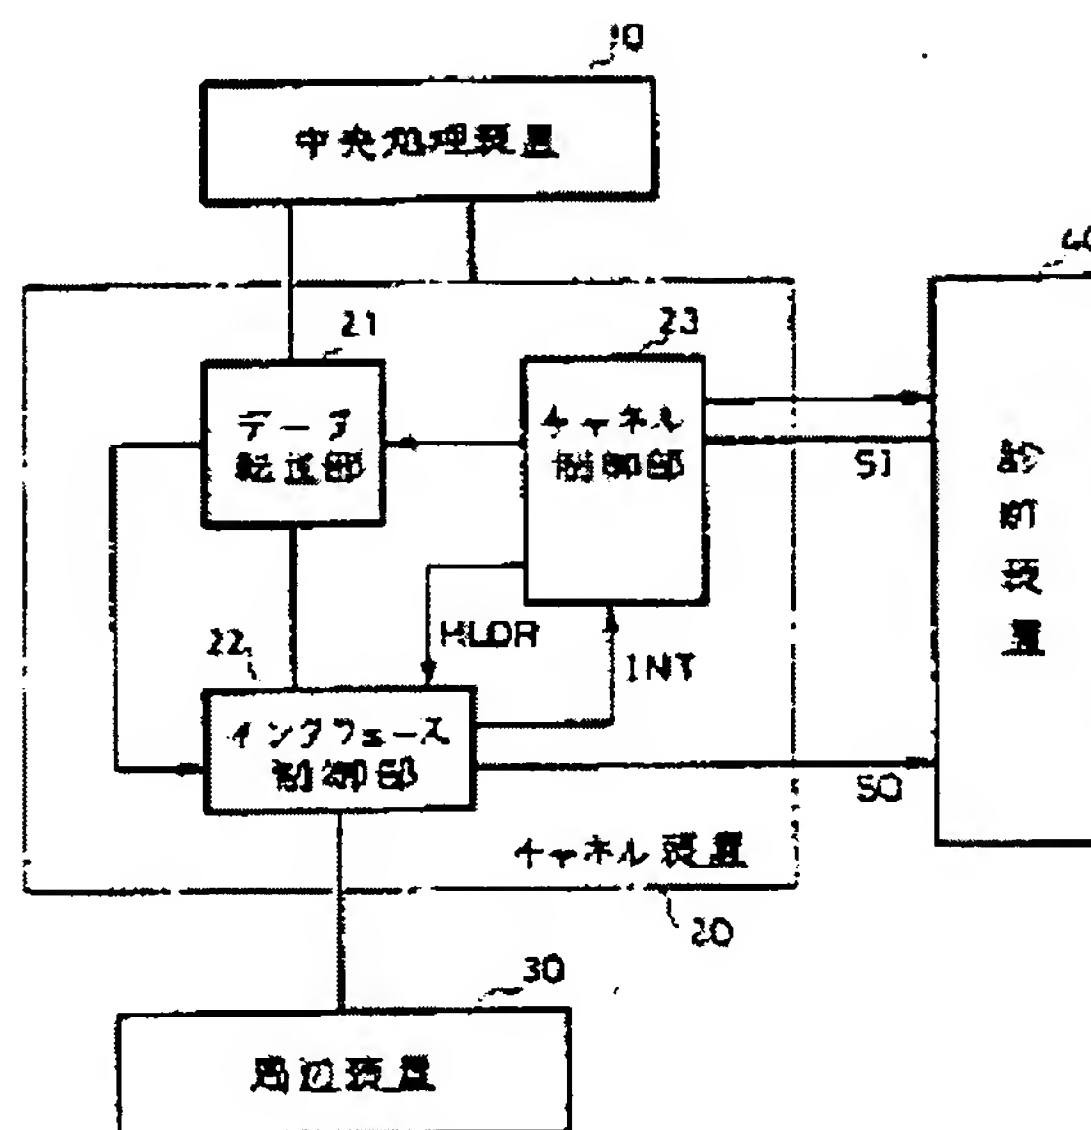 10
中央処理装置
40
21
23
データ
転送部
チャネル
制御部
S1
診断装置
HLDR
INT
22
インタフェース
制御部
S0
チャネル装置
20
30
周辺装置